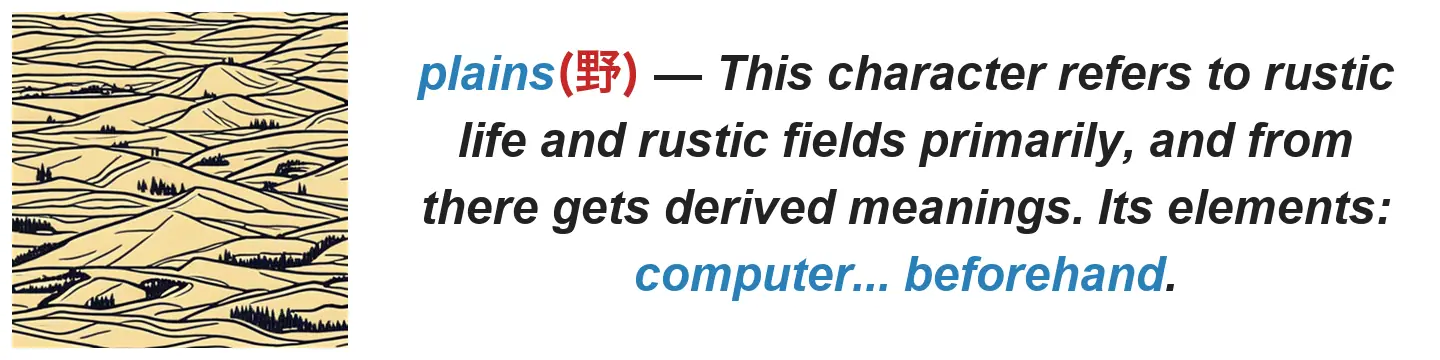 plains(野) — This character refers to rustic
life and rustic fields primarily, and from
there gets derived meanings. Its elements:
computer... beforehand.